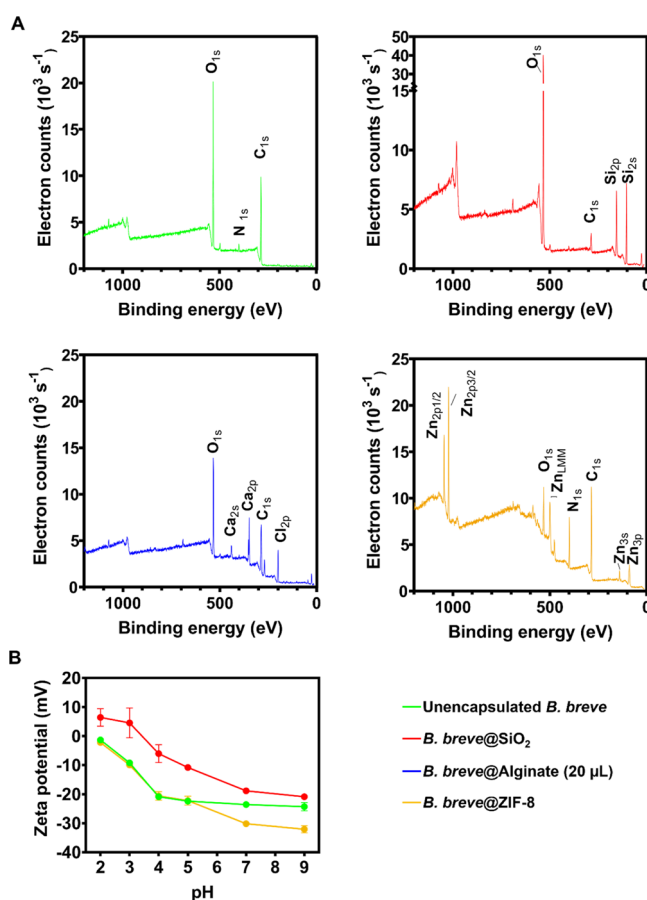 A
25
20
15
10
5
0
1000
500
0
Electron counts (10³ s⁻¹)
Binding energy (eV)
O1s
N 1s
C1s
50
40
30
15
10
5
0
1000
500
0
Electron counts (10³ s⁻¹)
Binding energy (eV)
O1s
C1s
Si2p
Si2s
25
20
15
10
5
0
1000
500
0
Electron counts (10³ s⁻¹)
Binding energy (eV)
O1s
Ca2s
Ca2p
C1s
Cl2p
25
20
15
10
5
0
1000
500
0
Electron counts (10³ s⁻¹)
Binding energy (eV)
Zn2p1/2
Zn2p3/2
O1s
ZnLMM
N1s
C1s
Zn3s
Zn3p
B
20
10
0
-10
-20
-30
-40
2 3 4 5 6 7 8 9
Zeta potential (mV)
pH
Unencapsulated B. breve
B. breve@SiO₂
B. breve@Alginate (20 µL)
B. breve@ZIF-8